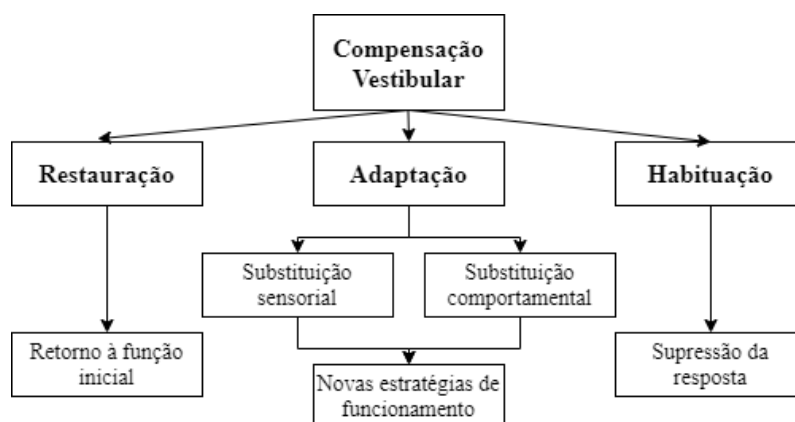 Compensação
Vestibular
Restauração
Adaptação
Habituação
Substituição
sensorial
Substituição
comportamental
Retorno à função
inicial
Novas estratégias de
funcionamento
Supressão da
resposta